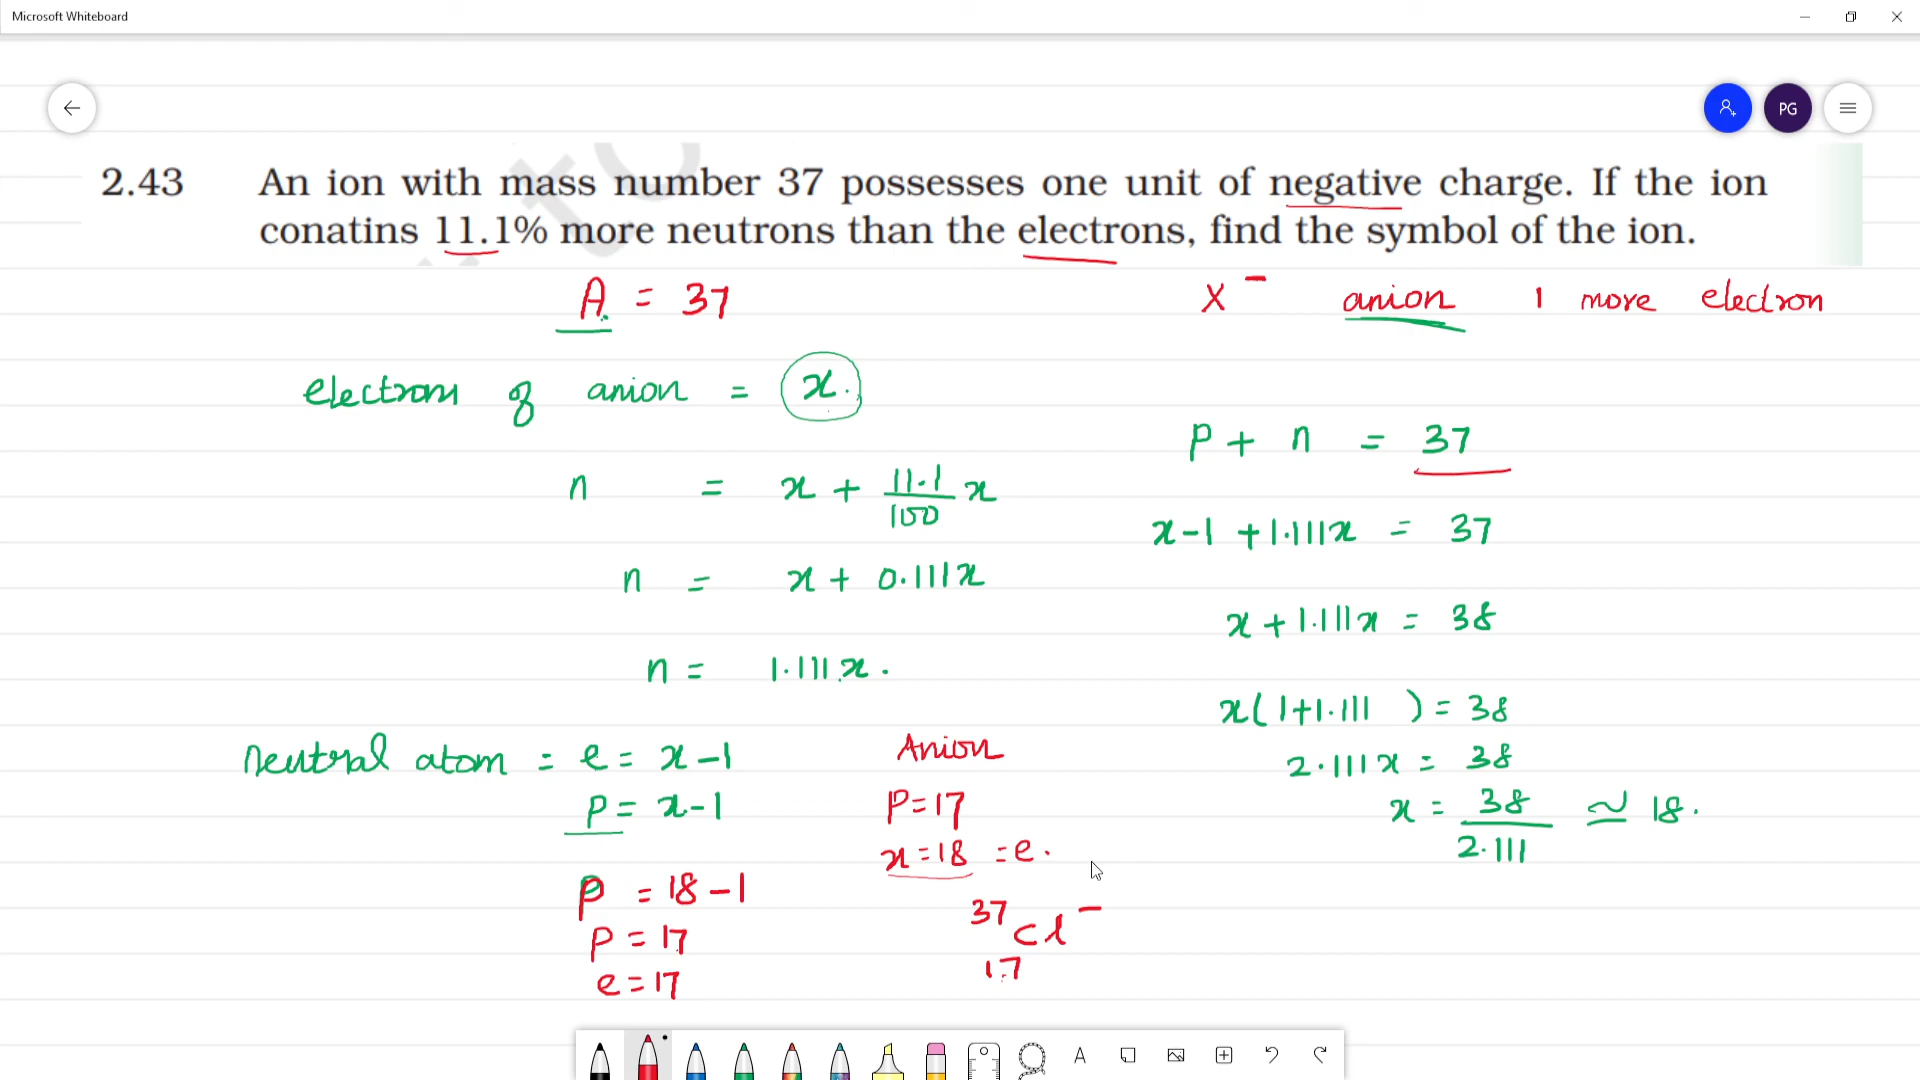 Microsoft Whiteboard
PG
2.43 An ion with mass number 37 possesses one unit of negative charge. If the ion
conatins 11.1% more neutrons than the electrons, find the symbol of the ion.
A = 37
X⁻ anion 1 more electron
electrons of anion = x.
n = x + 11.1/100 x
n = x + 0.111x
n = 1.111x.
neutral atom = e = x-1
p = x-1
p = 18-1
p = 17
e = 17
Anion
p=17
x=18 =e.
³⁷₁₇Cl⁻
p + n = 37
x-1 +1.111x = 37
x+1.111x = 38
x(1+1.111 ) = 38
2.111x = 38
x = 38/2.111 ≃ 18.
A